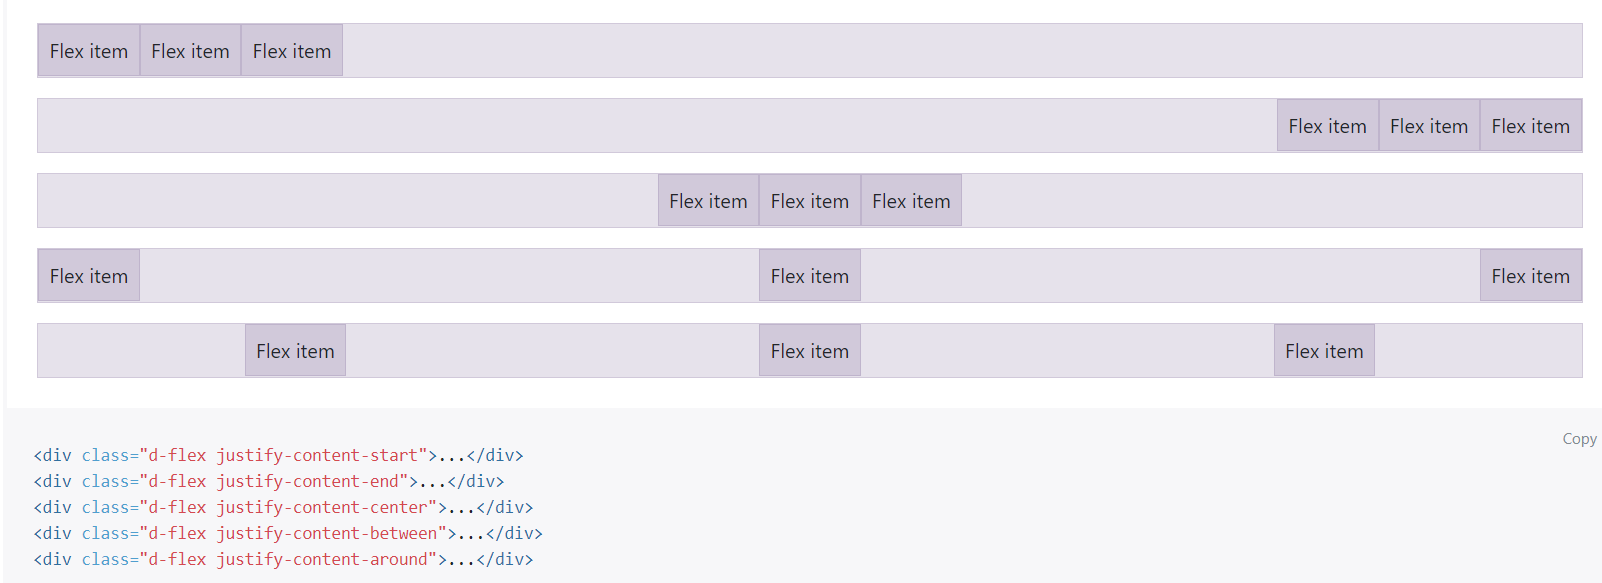 Flex item Flex item Flex item
Flex item Flex item Flex item
Flex item Flex item Flex item
Flex item Flex item Flex item
Flex item Flex item Flex item
Copy
<div class="d-flex justify-content-start">...</div>
<div class="d-flex justify-content-end">...</div>
<div class="d-flex justify-content-center">...</div>
<div class="d-flex justify-content-between">...</div>
<div class="d-flex justify-content-around">...</div>